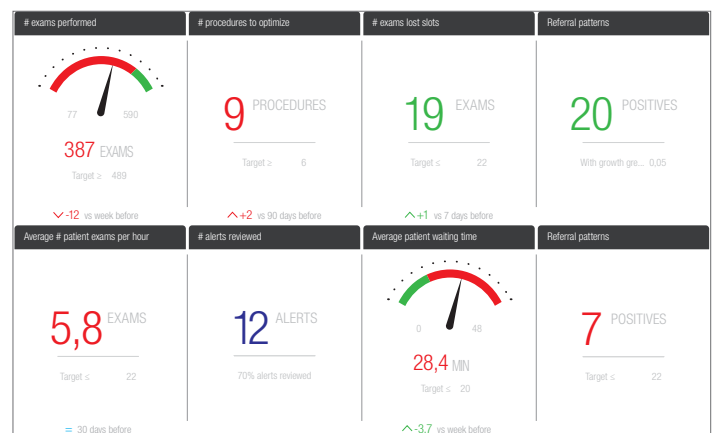 # exams performed
# procedures to optimize
# exams lost slots
Referral patterns
77 590
387 EXAMS
Target ≥ 489
-12 vs week before
9 PROCEDURES
Target ≥ 6
+2 vs 90 days before
19 EXAMS
Target ≤ 22
+1 vs 7 days before
20 POSITIVES
With growth gre... 0,05
Average # patient exams per hour
# alerts reviewed
Average patient waiting time
Referral patterns
5,8 EXAMS
Target ≤ 22
= 30 days before
12 ALERTS
70% alerts reviewed
0 48
28,4 MIN
Target ≤ 20
-3,7 vs week before
7 POSITIVES
Target ≤ 22